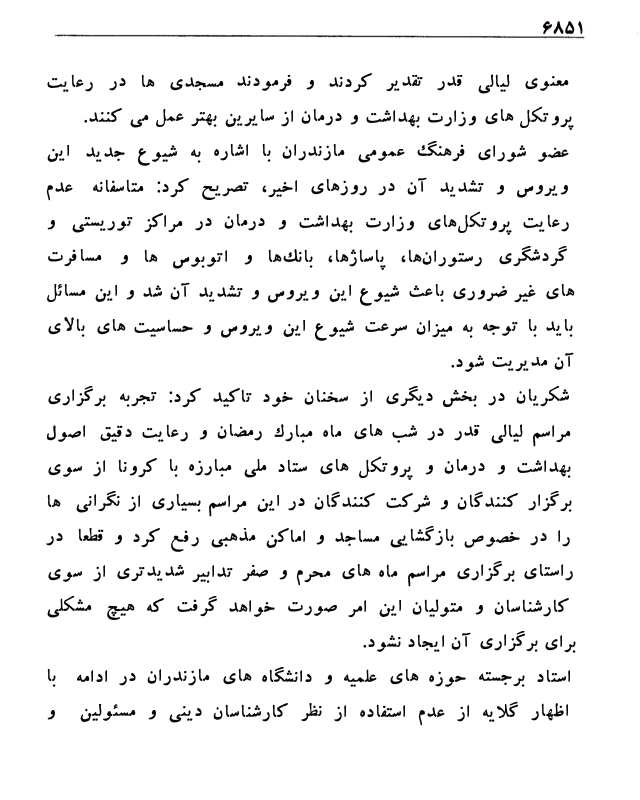 ۶۸۵۱
معنوی لیالی قدر تقدیر کردند و فرمودند مسجدی ها در رعایت
پروتکل های وزارت بهداشت و درمان از سایرین بهتر عمل می کنند.
عضو شورای فرهنگ عمومی مازندران با اشاره به شیوع جدید این
ویروس و تشدید آن در روزهای اخیر، تصریح کرد: متاسفانه عدم
رعایت پروتکل‌های وزارت بهداشت و درمان در مراکز توریستی و
گردشگری رستوران‌ها، پاساژها، بانك‌ها و اتوبوس ها و مسافرت
های غیر ضروری باعث شیوع این ویروس و تشدید آن شد و این مسائل
باید با توجه به میزان سرعت شیوع این ویروس و حساسیت های بالای
آن مدیریت شود.
شکریان در بخش دیگری از سخنان خود تاکید کرد: تجربه برگزاری
مراسم لیالی قدر در شب های ماه مبارك رمضان و رعایت دقیق اصول
بهداشت و درمان و پروتکل های ستاد ملی مبارزه با کرونا از سوی
برگزار کنندگان و شرکت کنندگان در این مراسم بسیاری از نگرانی ها
را در خصوص بازگشایی مساجد و اماکن مذهبی رفع کرد و قطعا در
راستای برگزاری مراسم ماه های محرم و صفر تدابیر شدیدتری از سوی
کارشناسان و متولیان این امر صورت خواهد گرفت که هیچ مشکلی
برای برگزاری آن ایجاد نشود.
استاد برجسته حوزه های علمیه و دانشگاه های مازندران در ادامه با
اظهار گلایه از عدم استفاده از نظر کارشناسان دینی و مسئولین و